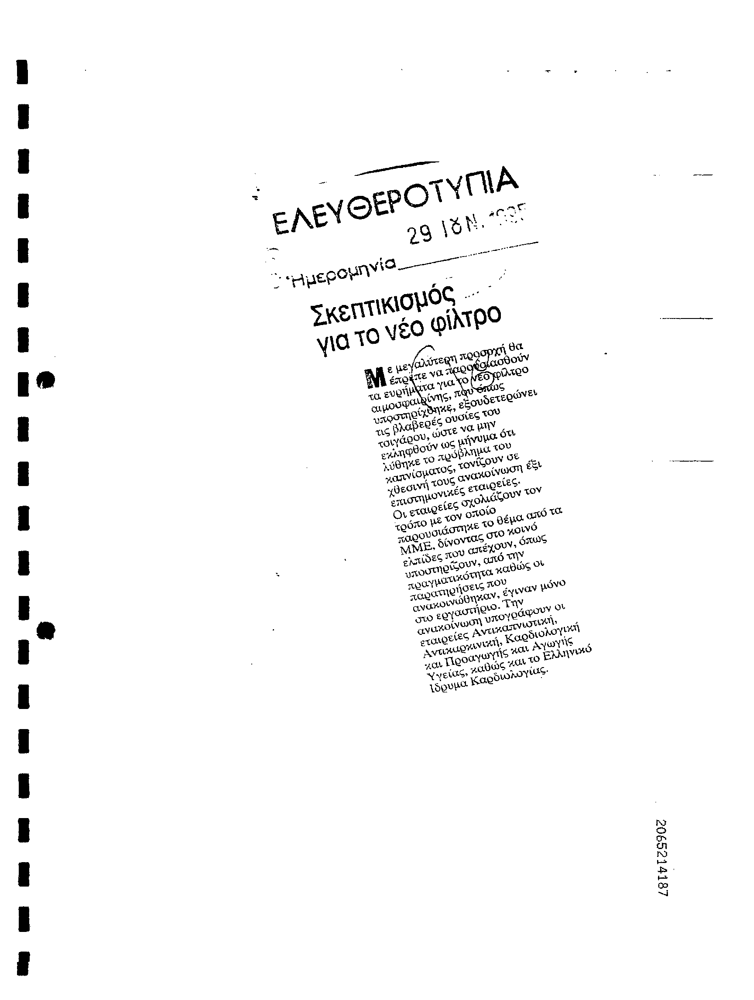 ΕΛΕΥΘΕΡΟΤΥΠΙΑ
29 ΙȢΝ. 1995
Ημερομηνία
Σκεπτικισμός
για το νέο φίλτρο
Με μεγαλύτερη προσοχή θα
έπρεπε να παρουσιασθούν
τα ευρήματα για το νέο φίλτρο
αιμοσφαιρίνης, που όπως
υποστηρίχθηκε, εξουδετερώνει
τις βλαβερές ουσίες του
τσιγάρου, ώστε να μην
εκληφθούν ως μήνυμα ότι
λύθηκε το πρόβλημα του
καπνίσματος, τονίζουν σε
χθεσινή τους ανακοίνωση έξι
επιστημονικές εταιρείες.
Οι εταιρείες σχολιάζουν τον
τρόπο με τον οποίο
παρουσιάστηκε το θέμα από τα
ΜΜΕ, δίνοντας στο κοινό
ελπίδες που απέχουν, όπως
υποστηρίζουν, από την
πραγματικότητα καθώς οι
παρατηρήσεις που
ανακοινώθηκαν, έγιναν μόνο
στο εργαστήριο. Την
ανακοίνωση υπογράφουν οι
εταιρείες Αντικαπνιστική,
Αντικαρκινική, Καρδιολογική
και Προαγωγής και Αγωγής
Υγείας, καθώς και το Ελληνικό
Ιδρυμα Καρδιολογίας.
2065214187